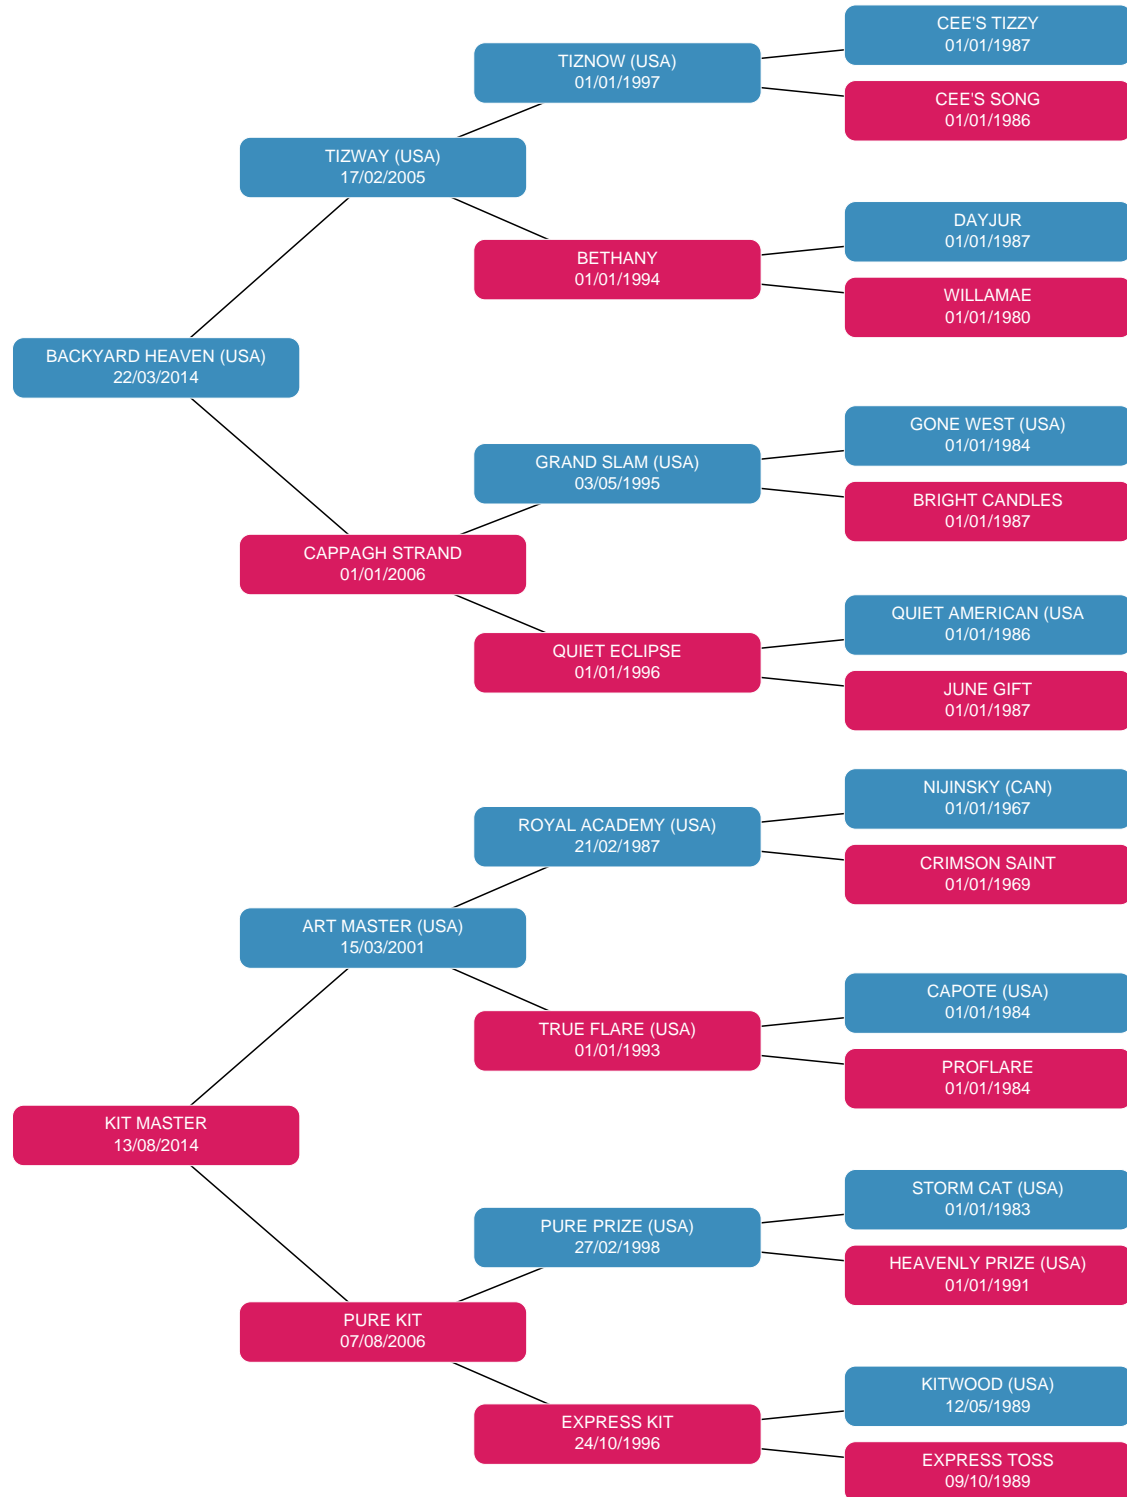 CEE'S TIZZY
01/01/1987
TIZNOW (USA)
01/01/1997
CEE'S SONG
01/01/1986
TIZWAY (USA)
17/02/2005
DAYJUR
01/01/1987
BETHANY
01/01/1994
WILLAMAE
01/01/1980
BACKYARD HEAVEN (USA)
22/03/2014
GONE WEST (USA)
01/01/1984
GRAND SLAM (USA)
03/05/1995
BRIGHT CANDLES
01/01/1987
CAPPAGH STRAND
01/01/2006
QUIET AMERICAN (USA
01/01/1986
QUIET ECLIPSE
01/01/1996
JUNE GIFT
01/01/1987
NIJINSKY (CAN)
01/01/1967
ROYAL ACADEMY (USA)
21/02/1987
CRIMSON SAINT
01/01/1969
ART MASTER (USA)
15/03/2001
CAPOTE (USA)
01/01/1984
TRUE FLARE (USA)
01/01/1993
PROFLARE
01/01/1984
KIT MASTER
13/08/2014
STORM CAT (USA)
01/01/1983
PURE PRIZE (USA)
27/02/1998
HEAVENLY PRIZE (USA)
01/01/1991
PURE KIT
07/08/2006
KITWOOD (USA)
12/05/1989
EXPRESS KIT
24/10/1996
EXPRESS TOSS
09/10/1989